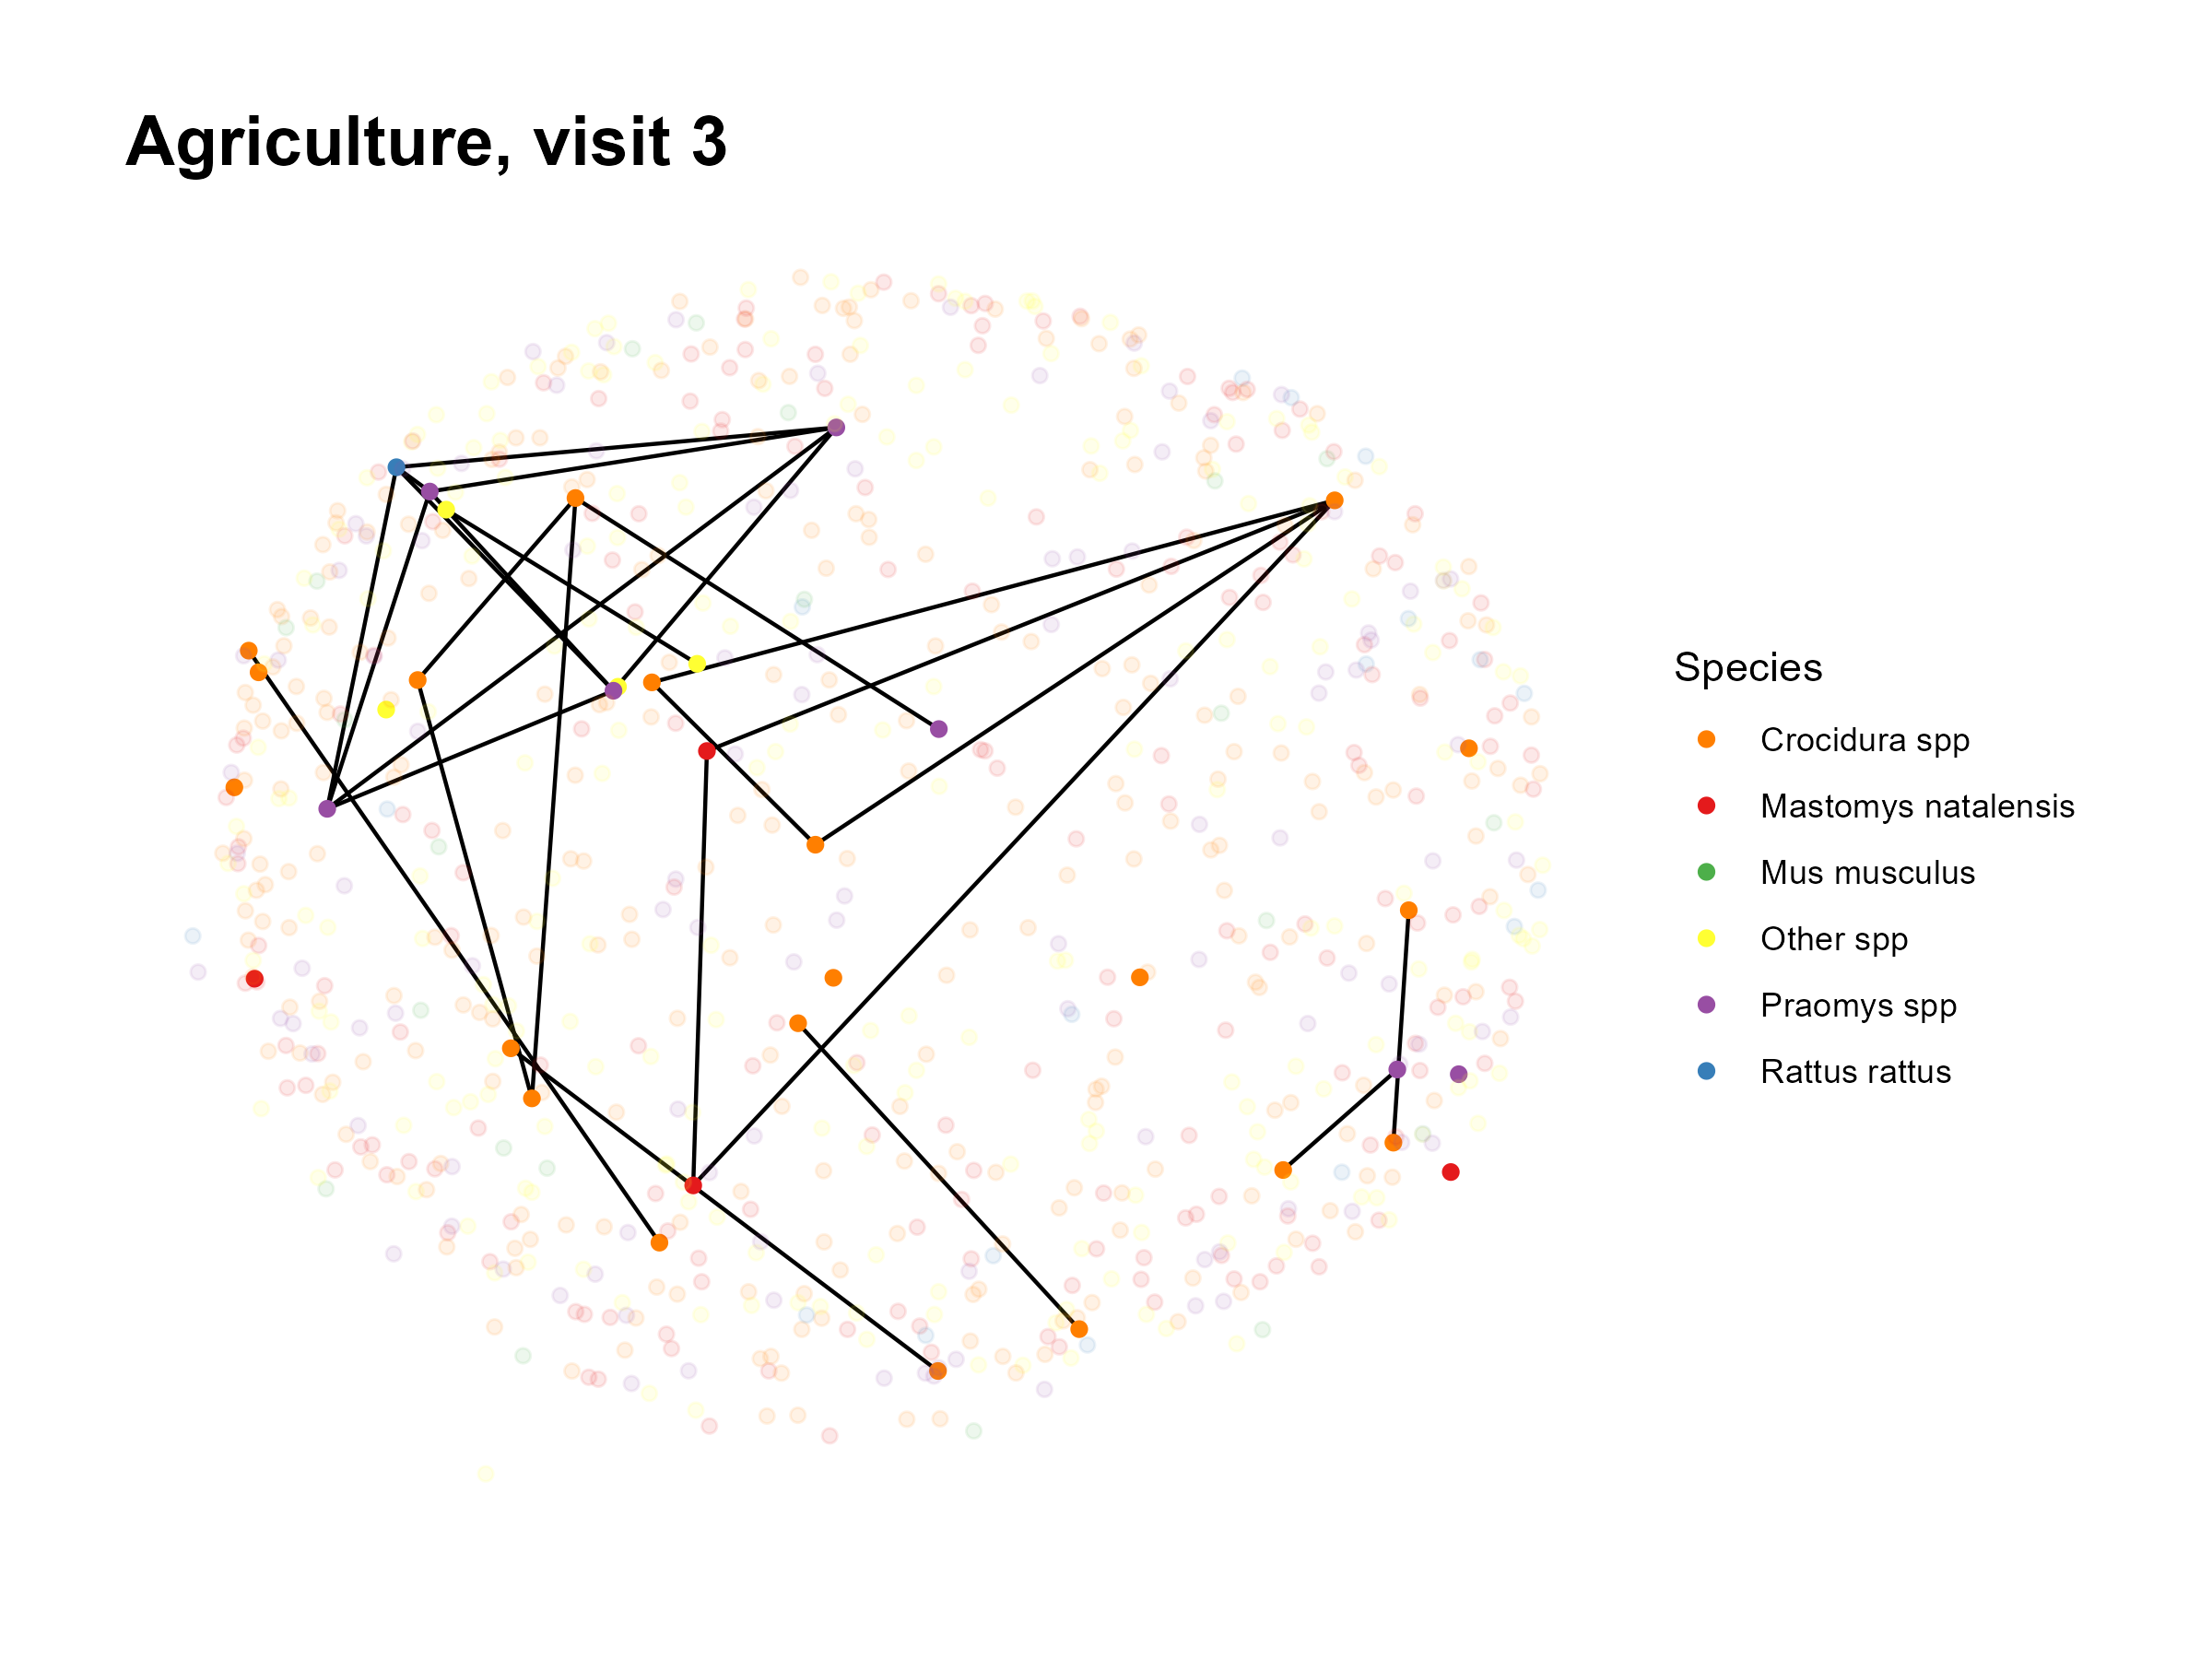 Agriculture, visit 3
Species
Crocidura spp
Mastomys natalensis
Mus musculus
Other spp
Praomys spp
Rattus rattus